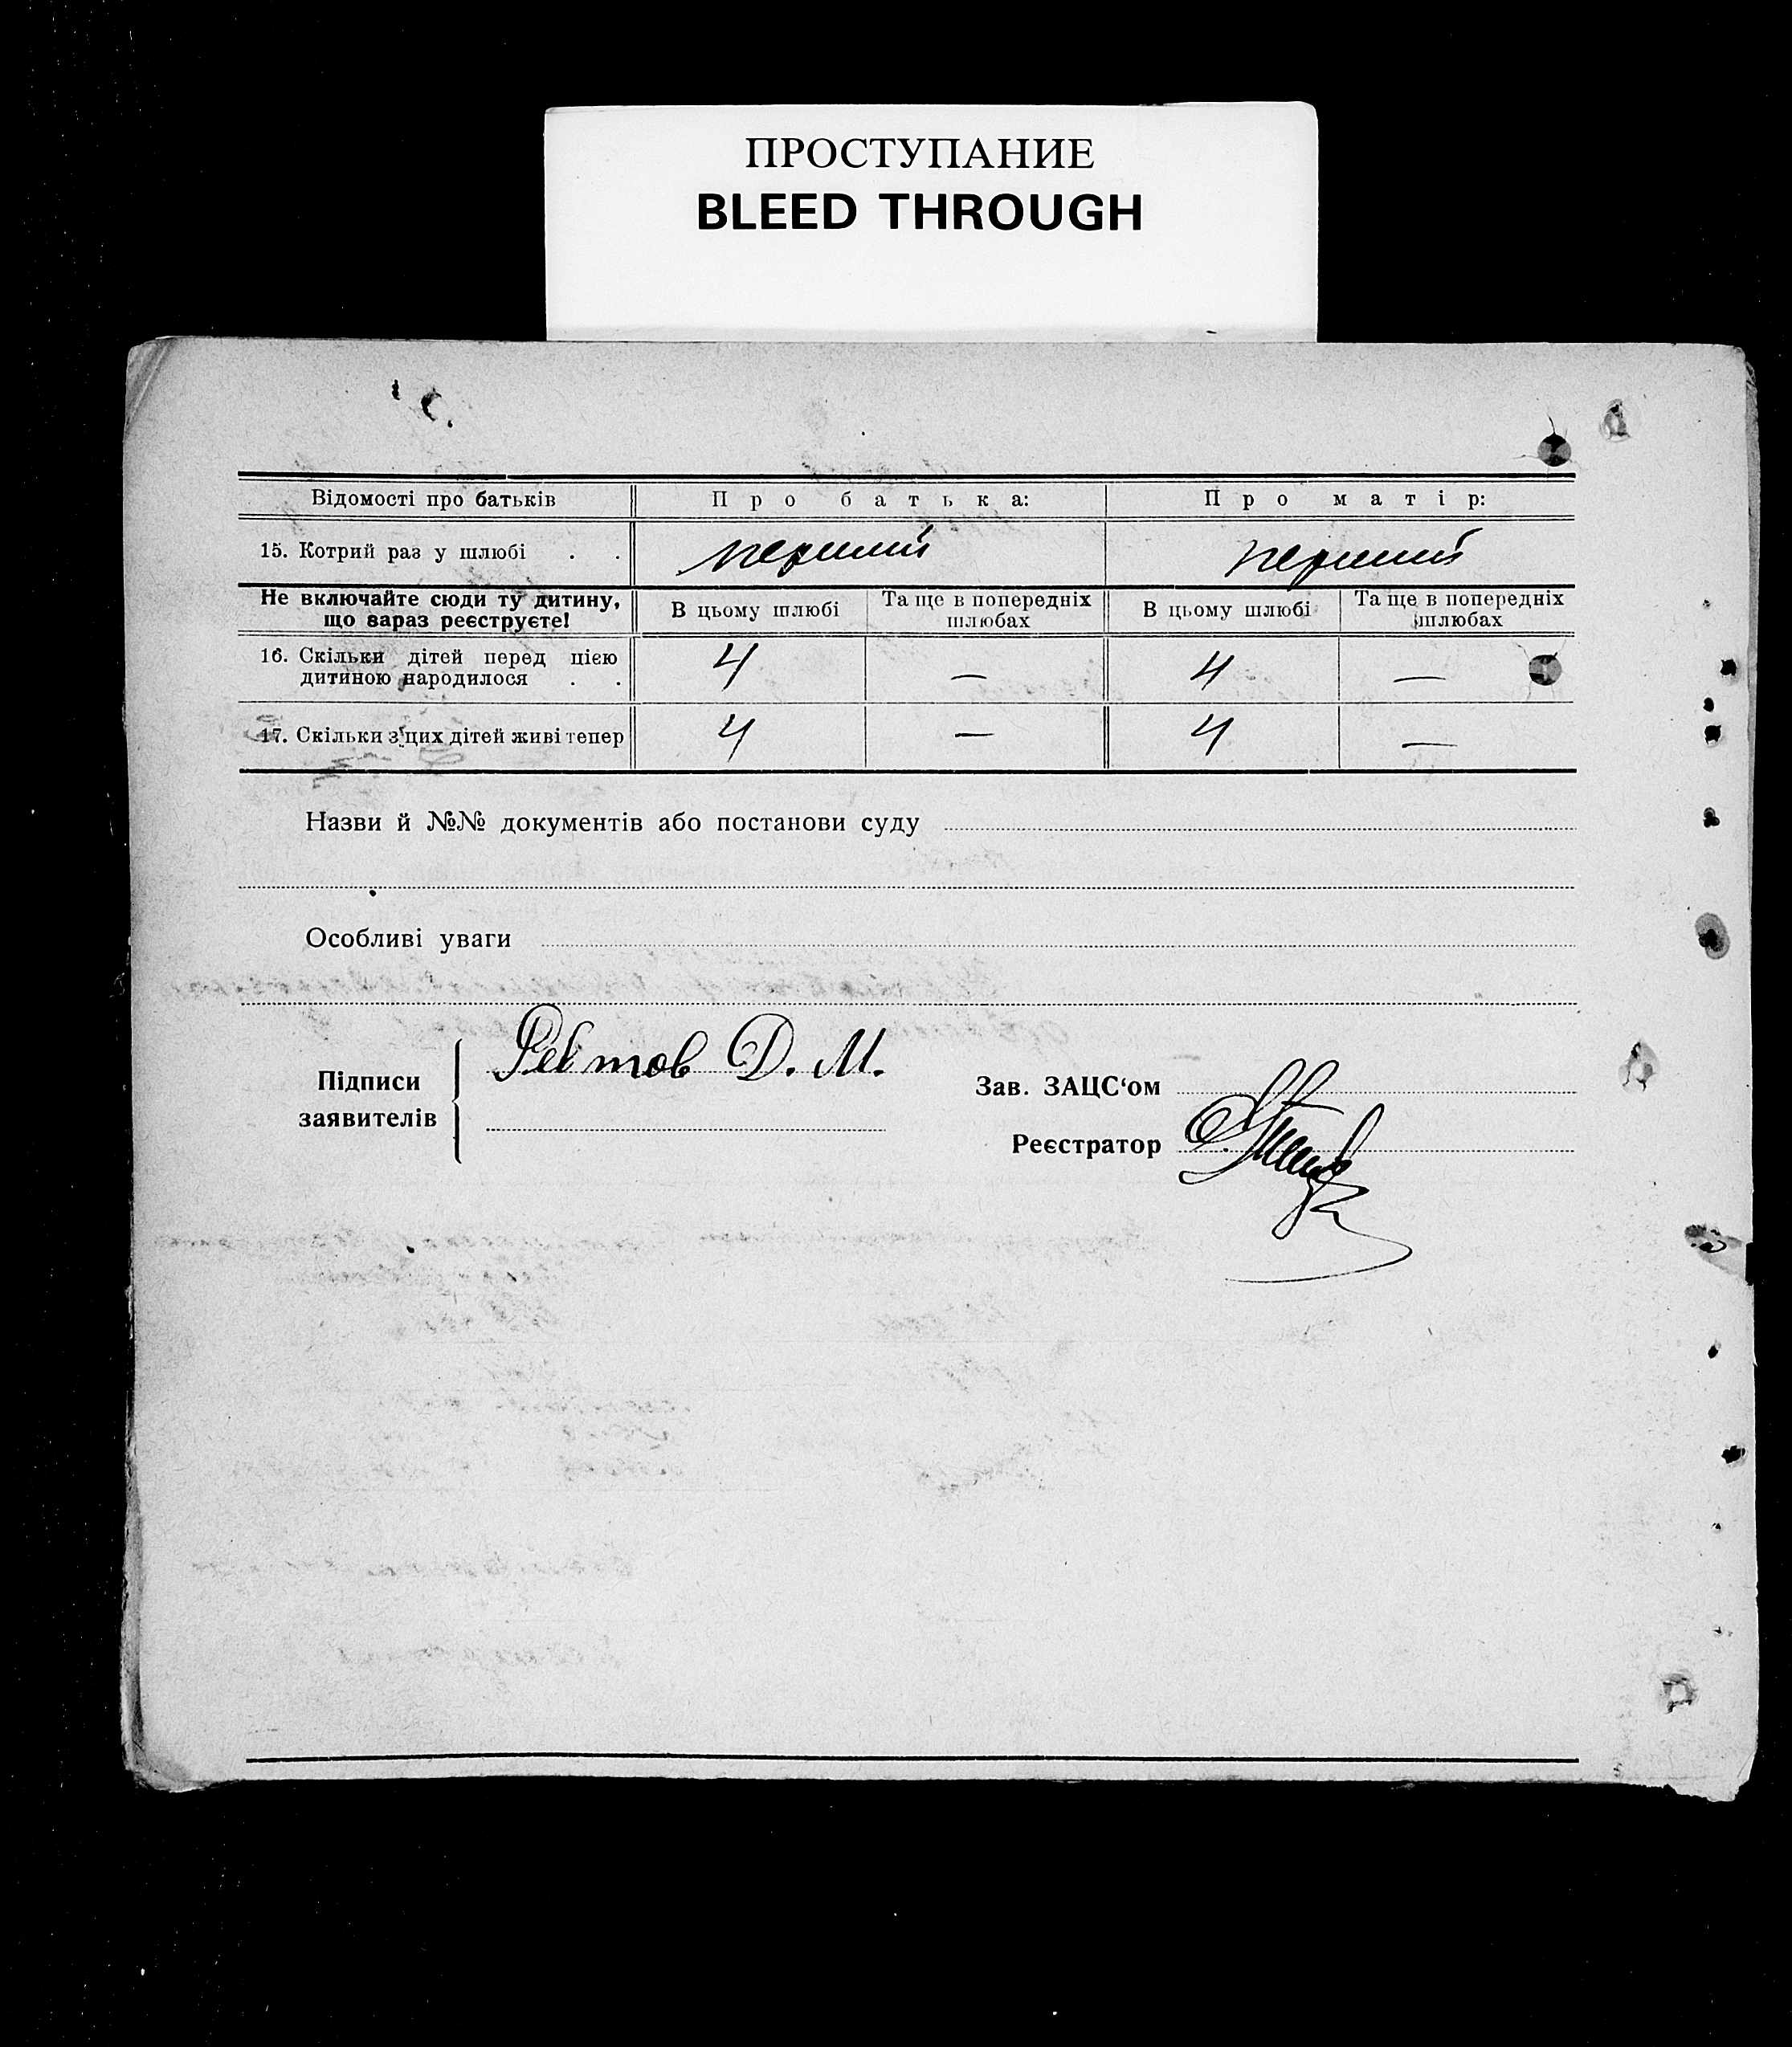 ПРОСТУПАНИЕ
BLEED THROUGH
Відомості про батьків Про батька: Про матір:
15. Котрий раз у шлюбі . . перший перший
Не включайте сюди ту дитину, що зараз реєструєте! В цьому шлюбі Та ще в попередніх шлюбах В цьому шлюбі Та ще в попередніх шлюбах
16. Скільки дітей перед цією дитиною народилося . . 4 — 4 —
17. Скільки з цих дітей живі тепер 4 — 4 —
Назви й №№ документів або постанови суду
Особливі уваги
Підписи заявителів Ревтов Д. М.
Зав. ЗАЦС‘ом
Реєстратор